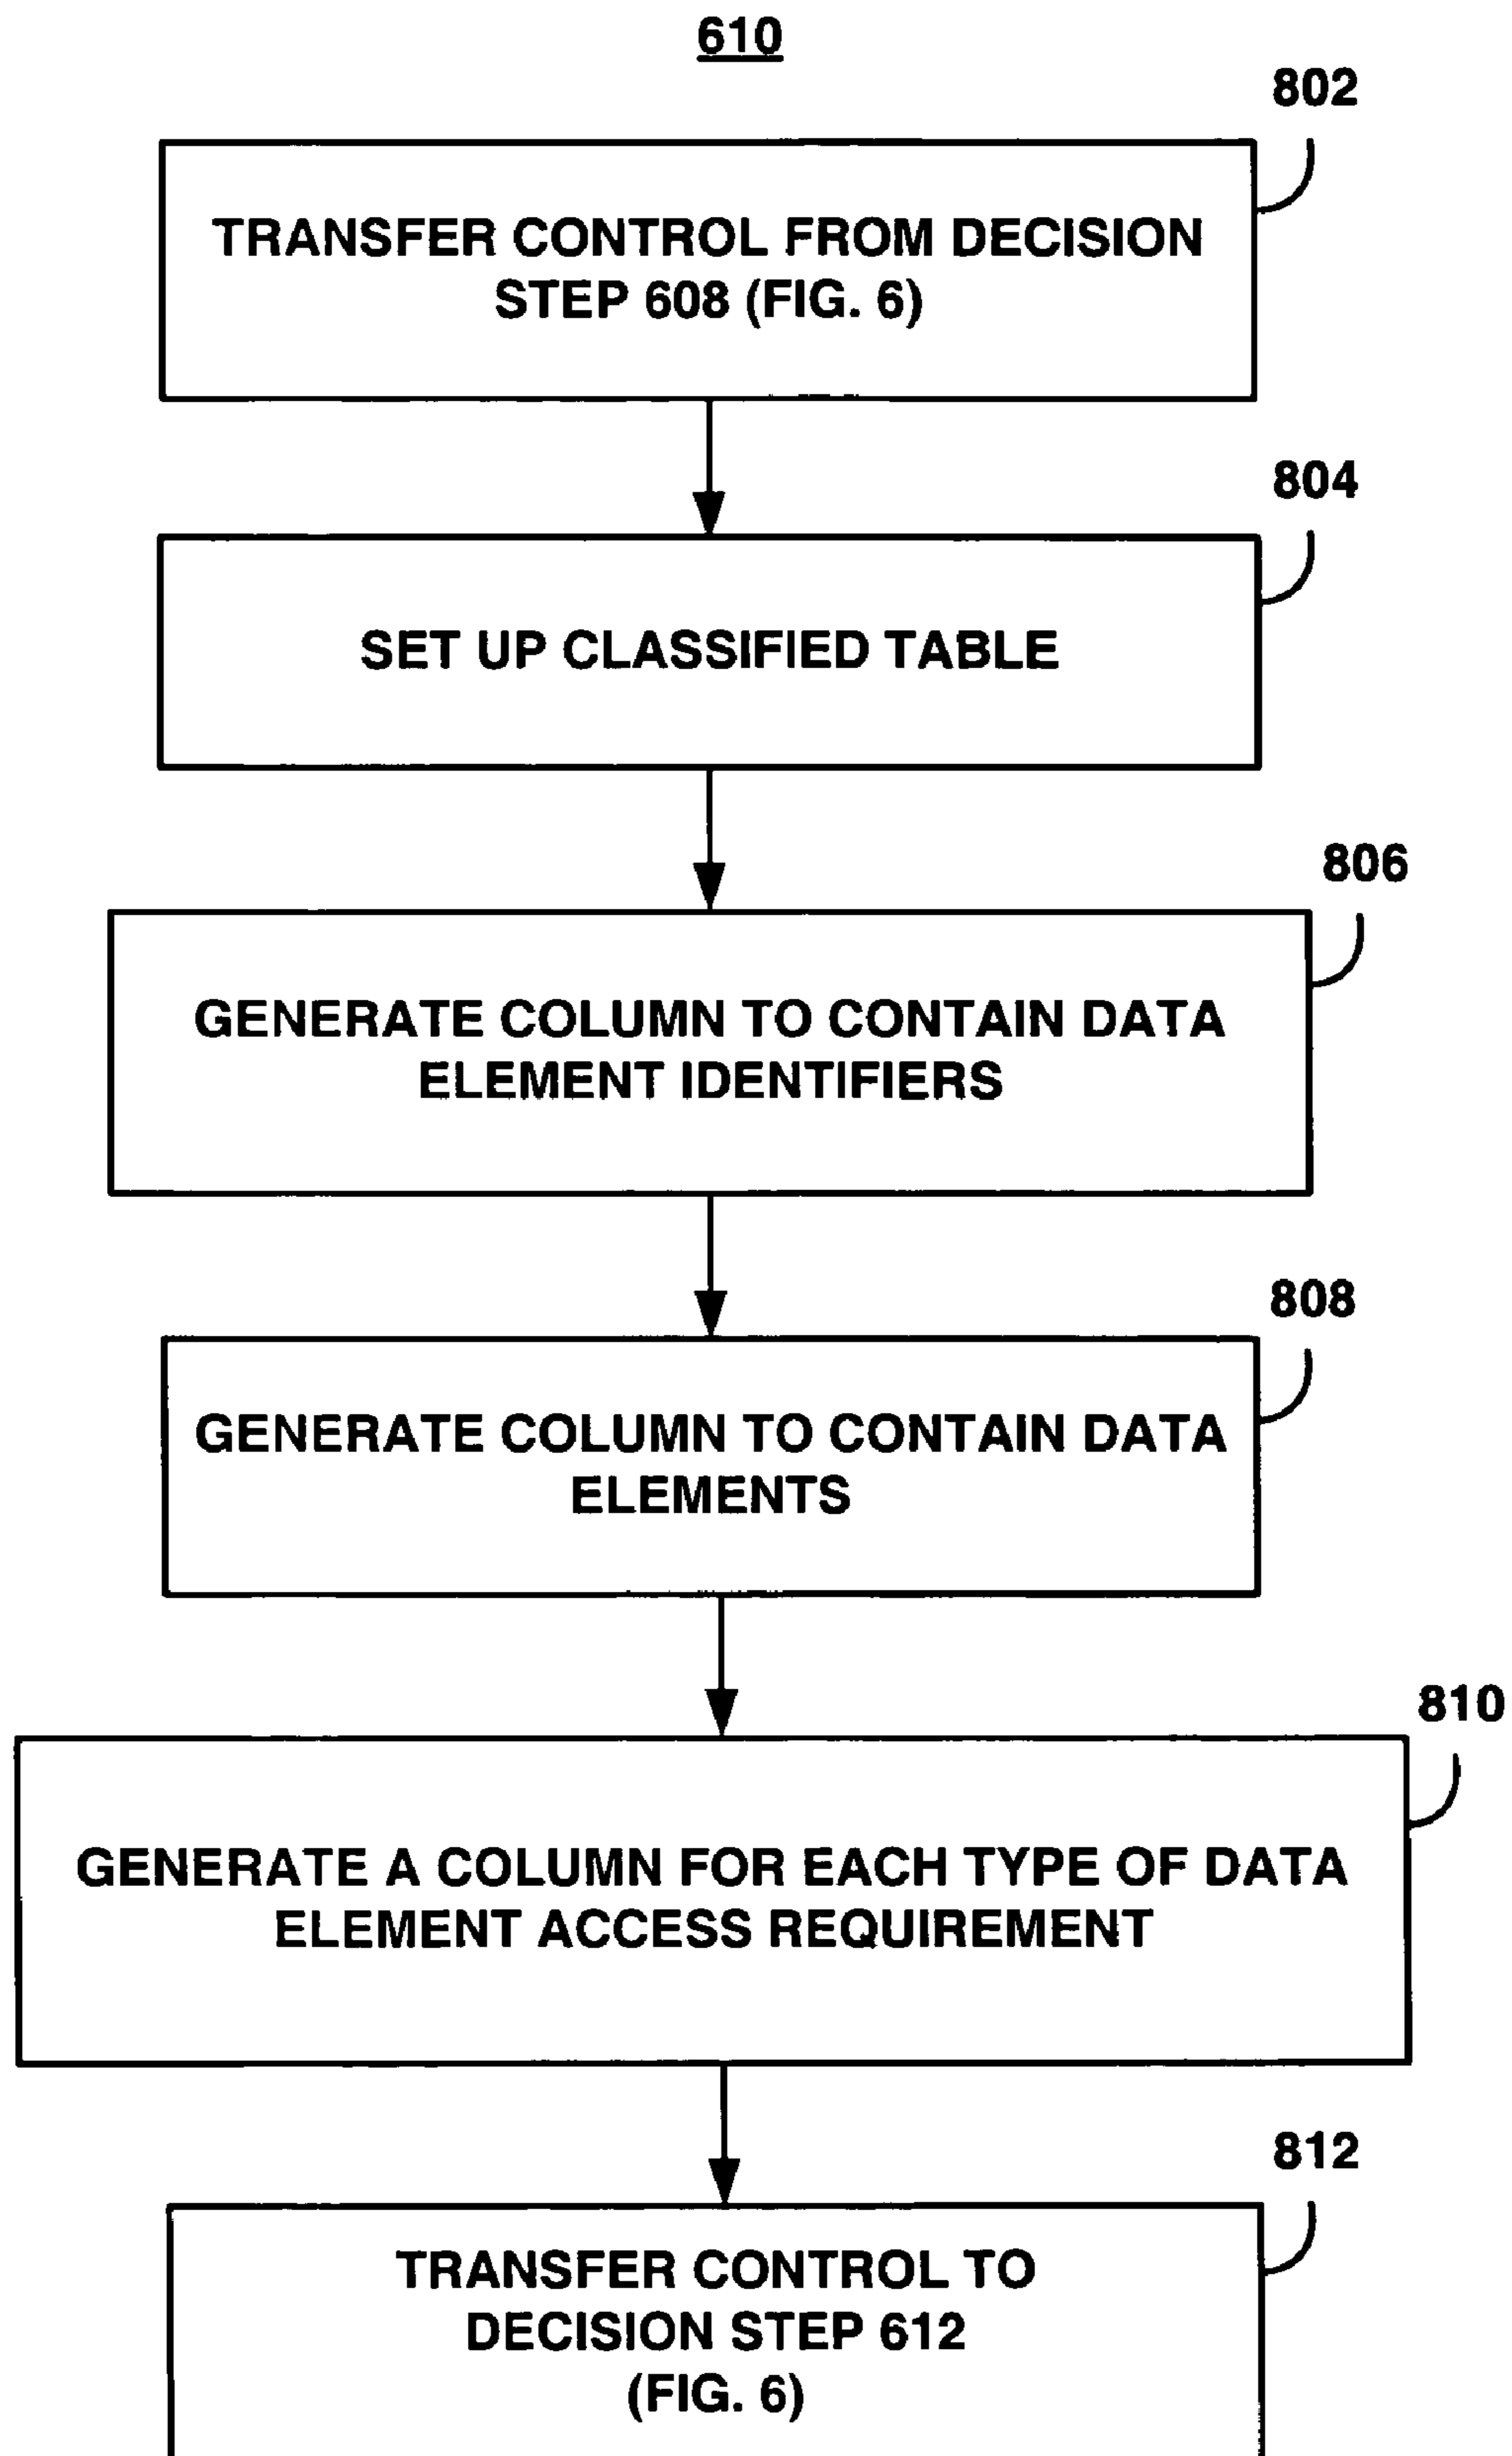 610
802
TRANSFER CONTROL FROM DECISION
STEP 608 (FIG. 6)
804
SET UP CLASSIFIED TABLE
806
GENERATE COLUMN TO CONTAIN DATA
ELEMENT IDENTIFIERS
808
GENERATE COLUMN TO CONTAIN DATA
ELEMENTS
810
GENERATE A COLUMN FOR EACH TYPE OF DATA
ELEMENT ACCESS REQUIREMENT
812
TRANSFER CONTROL TO
DECISION STEP 612
(FIG. 6)